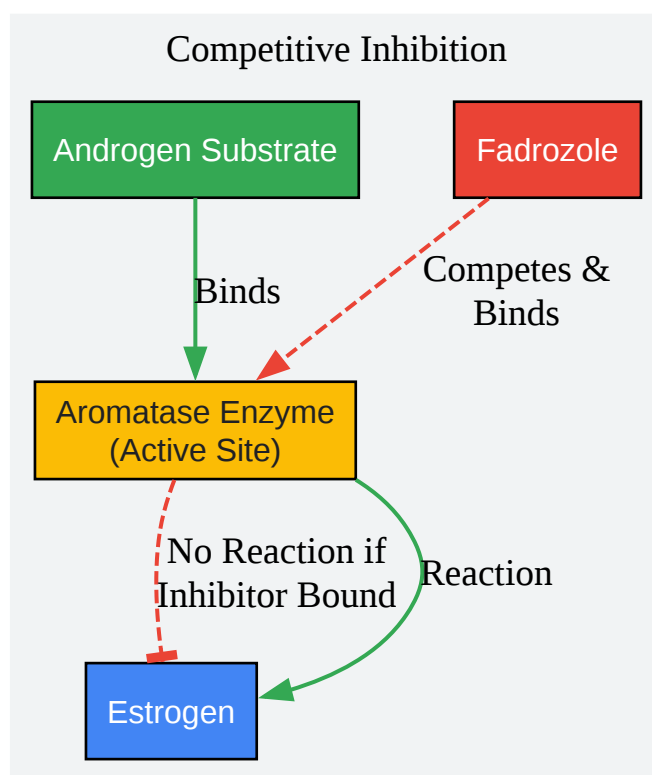 Competitive Inhibition
Androgen Substrate
Fadrozole
Binds
Competes &
Binds
Aromatase Enzyme
(Active Site)
No Reaction if
Inhibitor Bound
Reaction
Estrogen